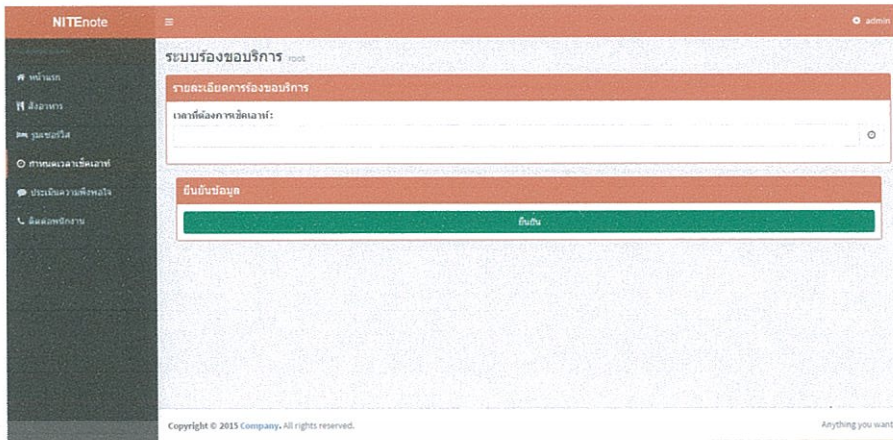 NITEnote
admin
ระบบร้องขอบริการ root
หน้าแรก
สั่งอาหาร
รูมเซอร์วิส
กำหนดเวลาเช็คเอาท์
ประเมินความพึงพอใจ
ติดต่อพนักงาน
รายละเอียดการร้องขอบริการ
เวลาที่ต้องการเช็คเอาท์:
ยืนยันข้อมูล
ยืนยัน
Copyright © 2015 Company. All rights reserved.
Anything you want